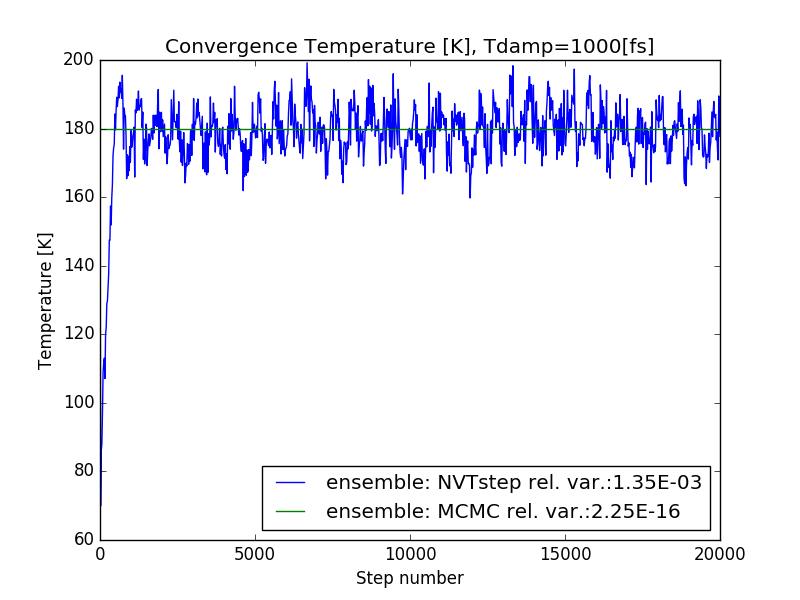 Convergence Temperature [K], Tdamp=1000[fs]
200
180
160
140
120
100
80
60
Temperature [K]
ensemble: NVTstep rel. var.:1.35E-03
ensemble: MCMC rel. var.:2.25E-16
0 5000 10000 15000 20000
Step number